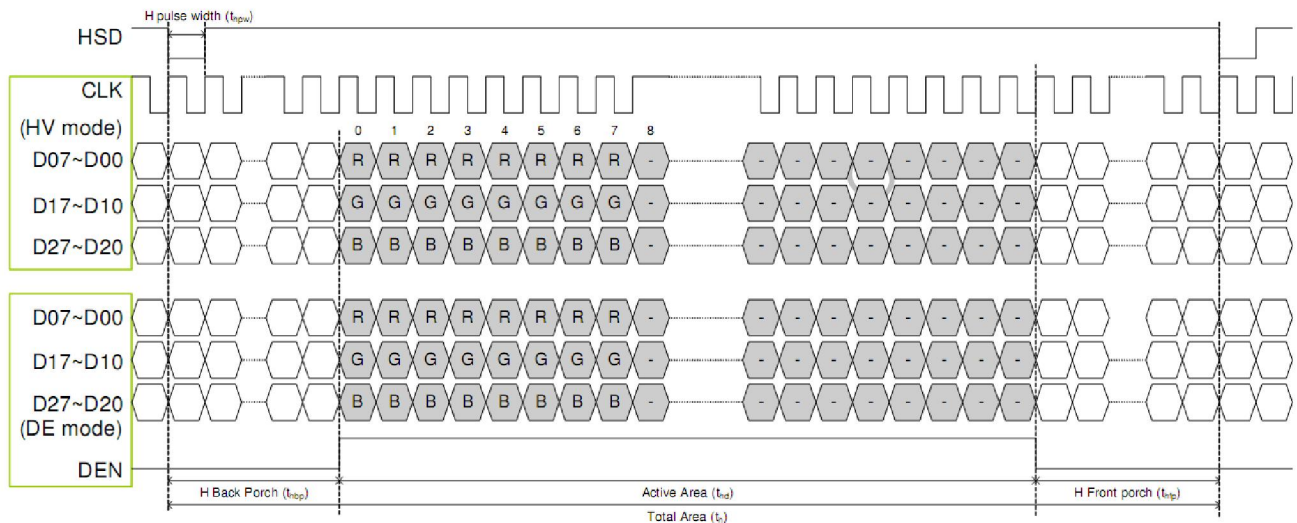 H pulse width (thpw)
HSD
CLK
(HV mode)
0 1 2 3 4 5 6 7 8
D07~D00 R R R R R R R R - - - - - - - - -
D17~D10 G G G G G G G G - - - - - - - - -
D27~D20 B B B B B B B B - - - - - - - - -
D07~D00 R R R R R R R R - - - - - - - - -
D17~D10 G G G G G G G G - - - - - - - - -
D27~D20 B B B B B B B B - - - - - - - - -
(DE mode)
DEN
H Back Porch (thbp) Active Area (thd) H Front porch (thfp)
Total Area (th)